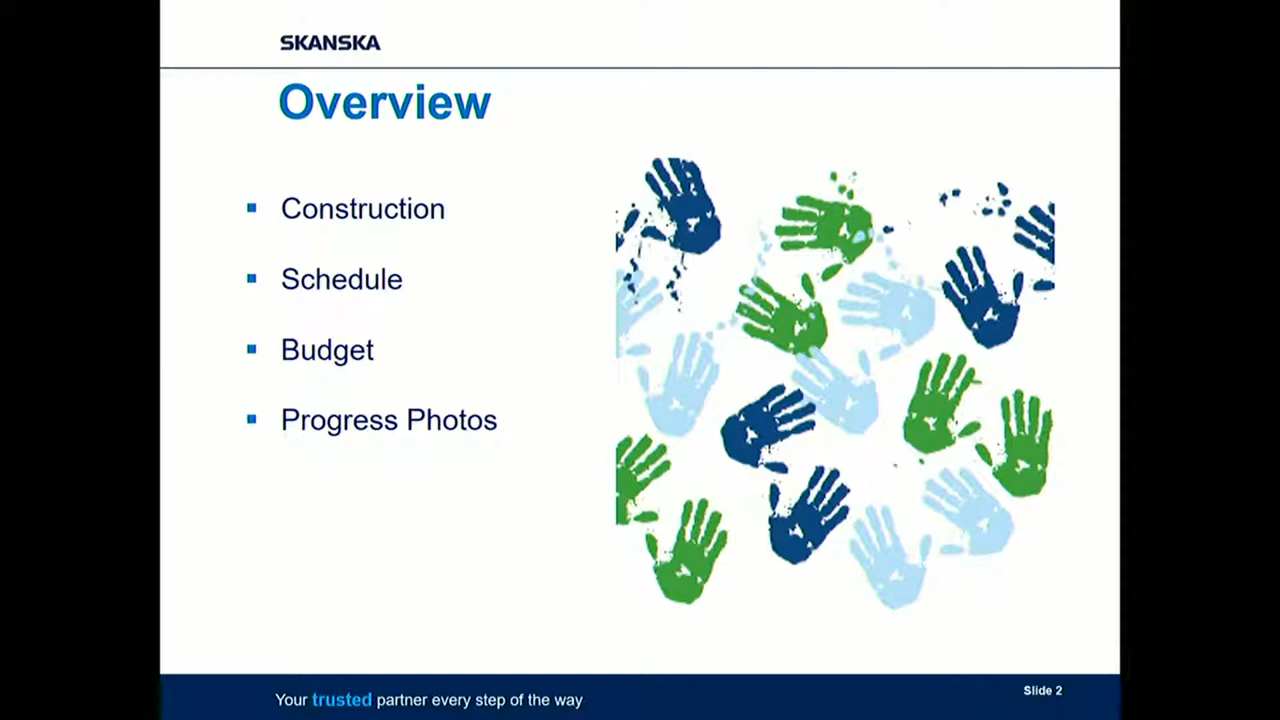 SKANSKA
Overview
Construction
Schedule
Budget
Progress Photos
Your trusted partner every step of the way
Slide 2